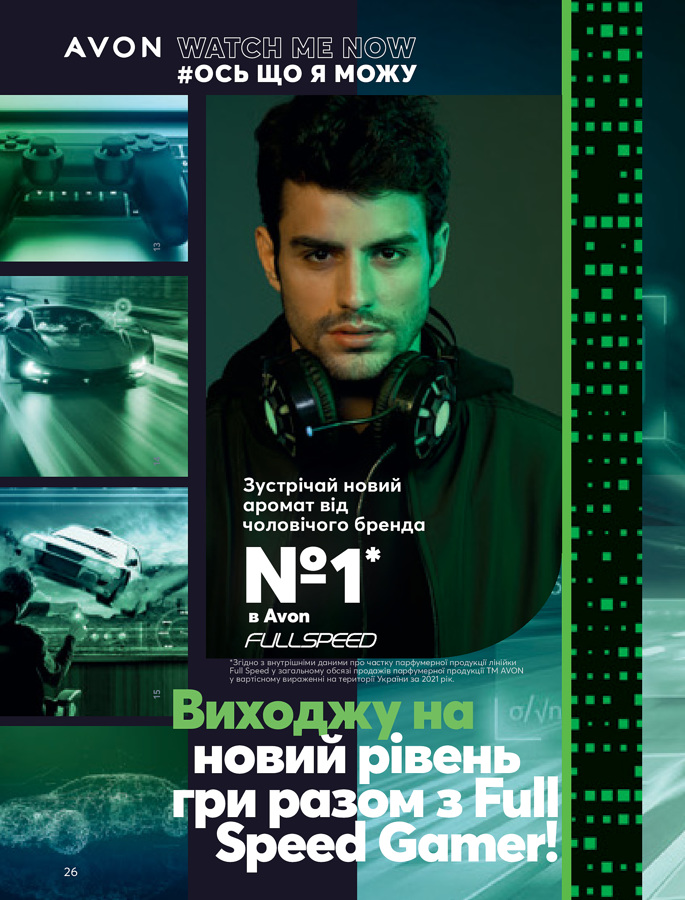 AVON WATCH ME NOW
#ОСЬ ЩО Я МОЖУ
13
Зустрічай новий
аромат від
чоловічого бренда
№1*
в Avon
FULLSPEED
*Згідно з внутрішніми даними про частку парфумерної продукції лінійки
Full Speed у загальному обсязі продажів парфумерної продукції ТМ AVON
у вартісному вираженні на території України за 2021 рік.
15
Виходжу на
новий рівень
гри разом з Full
Speed Gamer!
26